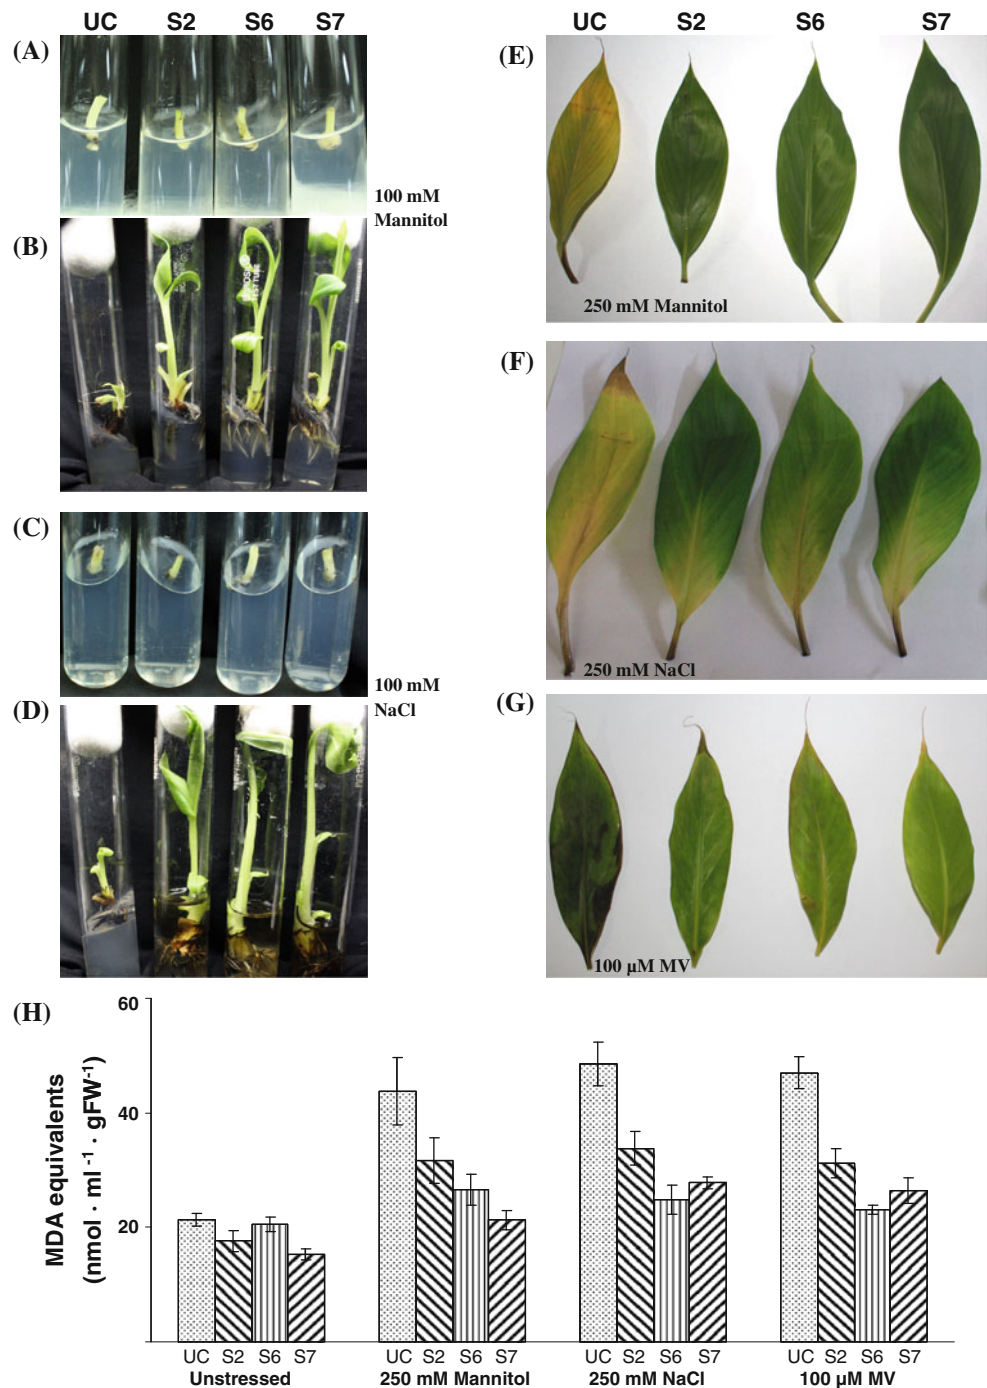 UC S2 S6 S7
UC S2 S6 S7
(A)
100 mM
Mannitol
(B)
(C)
100 mM
NaCl
(D)
(E)
250 mM Mannitol
(F)
250 mM NaCl
(G)
100 µM MV
(H)
MDA equivalents
(nmol · ml⁻¹ · gFW⁻¹)
60
40
20
UC S2 S6 S7
Unstressed
UC S2 S6 S7
250 mM Mannitol
UC S2 S6 S7
250 mM NaCl
UC S2 S6 S7
100 µM MV